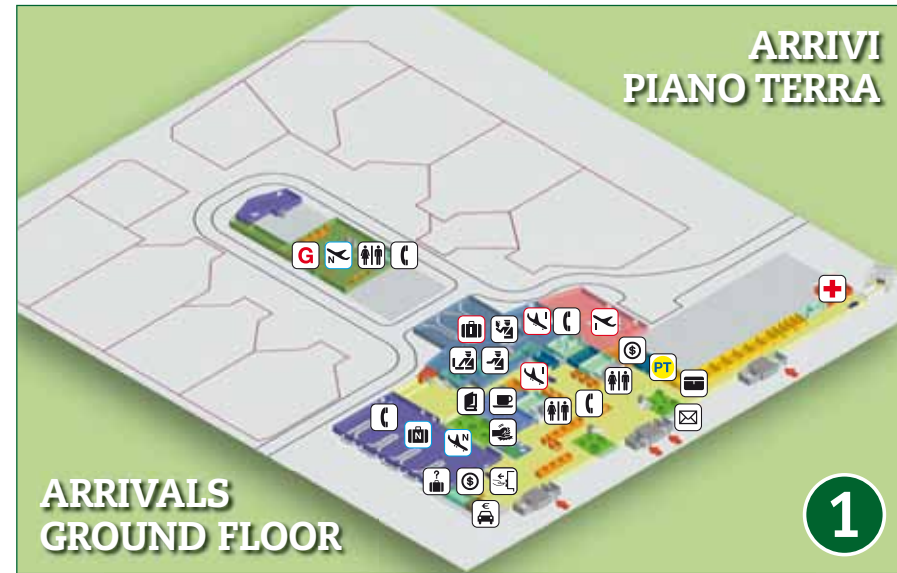 ARRIVI
PIANO TERRA
G
N
I
I
I
I
$
PT
N
N
?
$
€
ARRIVALS
GROUND FLOOR
1